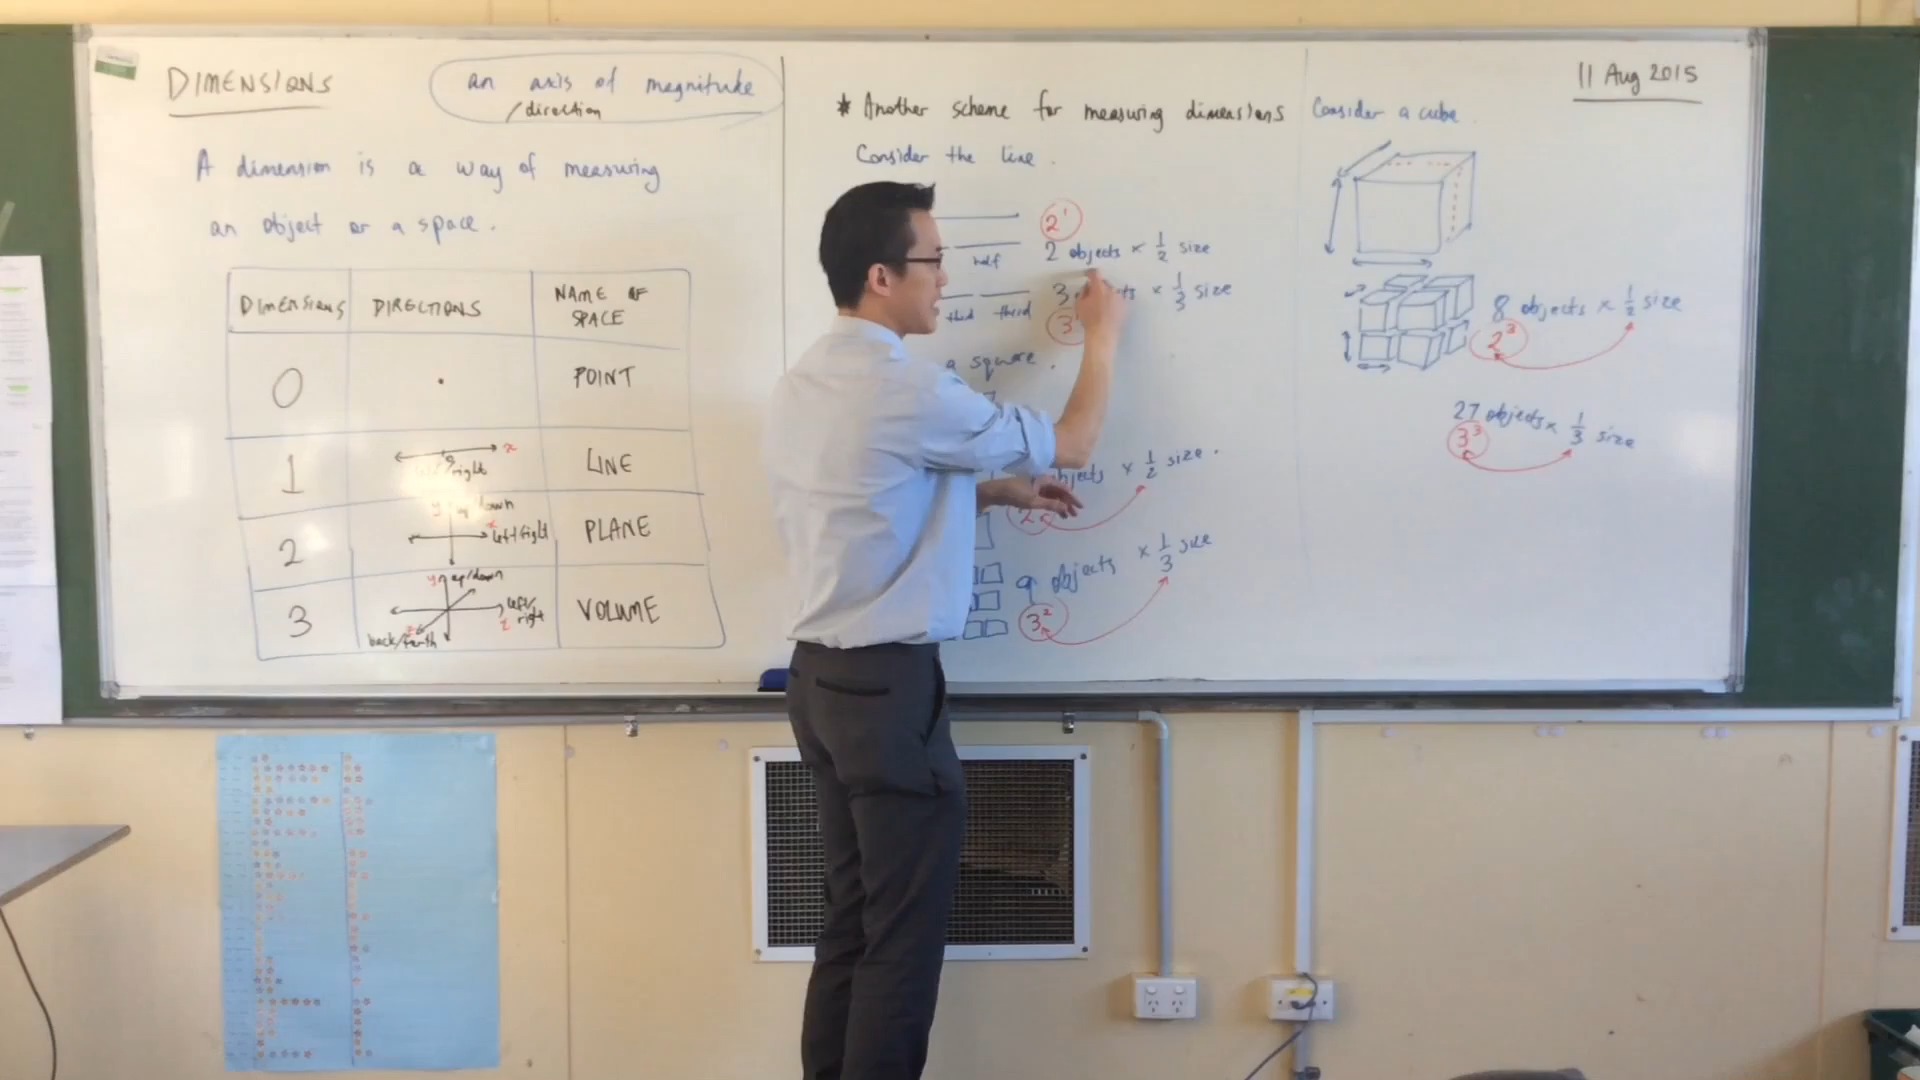 DIMENSIONS
an axis of magnitude
/direction
A dimension is a way of measuring
an object or a space.
DIMENSIONS DIRECTIONS NAME OF SPACE
0 POINT
1 x right LINE
2 y down x left/right PLANE
3 y up/down left/right z back/forth VOLUME
* Another scheme for measuring dimensions
Consider the line.
2¹
half 2 objects × 1/2 size
third third 3 × 1/3 size
3
a square.
objects × 1/2 size.
2
9 objects × 1/3 size
3²
11 Aug 2015
Consider a cube.
8 objects × 1/2 size
2³
27 objects × 1/3 size
3³